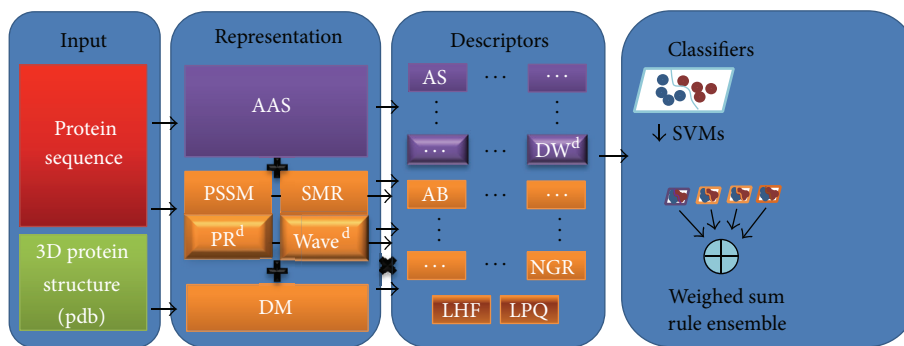 Input
Protein
sequence
3D protein
structure
(pdb)
Representation
AAS
PSSM
SMR
PR^d
Wave^d
DM
Descriptors
AS ... ...
... DW^d
AB ... ...
... ... NGR
LHF LPQ
Classifiers
SVMs
Weighed sum
rule ensemble